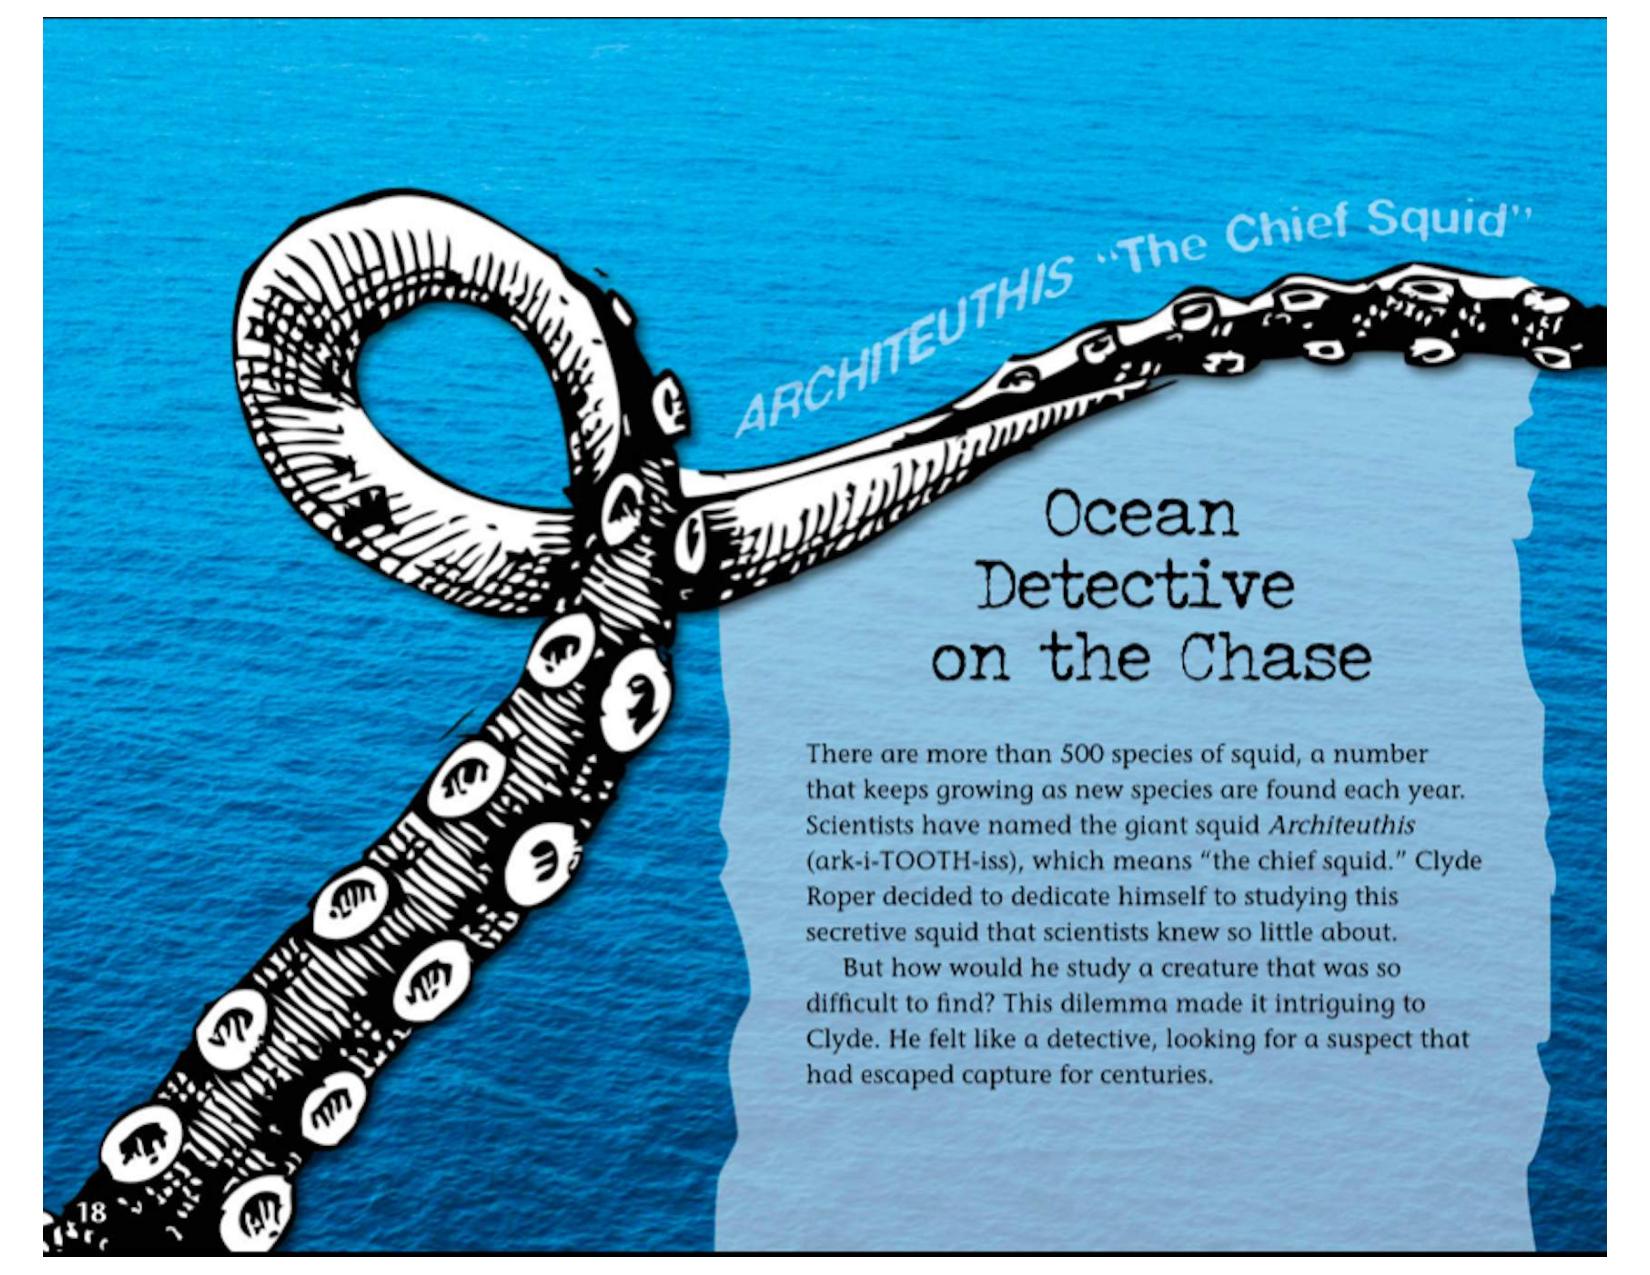 ARCHITEUTHIS “The Chief Squid”
Ocean
Detective
on the Chase
There are more than 500 species of squid, a number
that keeps growing as new species are found each year.
Scientists have named the giant squid Architeuthis
(ark-i-TOOTH-iss), which means “the chief squid.” Clyde
Roper decided to dedicate himself to studying this
secretive squid that scientists knew so little about.
But how would he study a creature that was so
difficult to find? This dilemma made it intriguing to
Clyde. He felt like a detective, looking for a suspect that
had escaped capture for centuries.
18